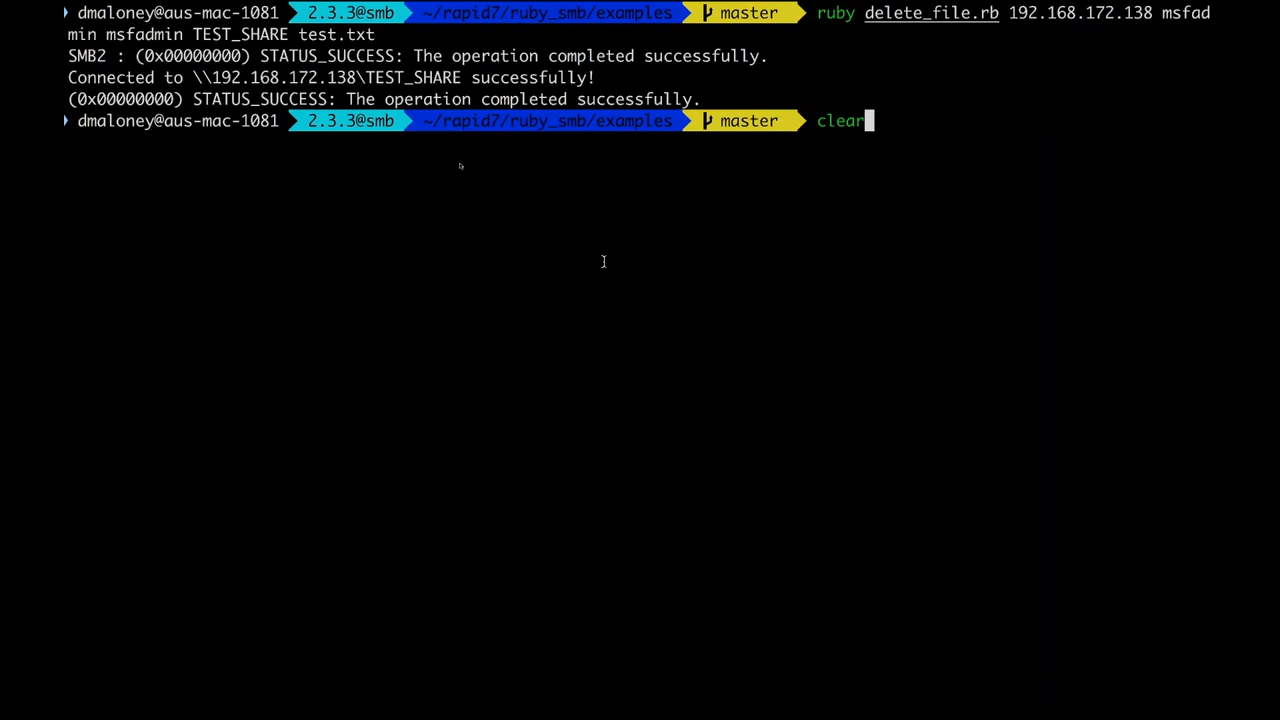 dmaloney@aus-mac-1081 2.3.3@smb ~/rapid7/ruby_smb/examples master ruby delete_file.rb 192.168.172.138 msfad
min msfadmin TEST_SHARE test.txt
SMB2 : (0x00000000) STATUS_SUCCESS: The operation completed successfully.
Connected to \\192.168.172.138\TEST_SHARE successfully!
(0x00000000) STATUS_SUCCESS: The operation completed successfully.
dmaloney@aus-mac-1081 2.3.3@smb ~/rapid7/ruby_smb/examples master clear